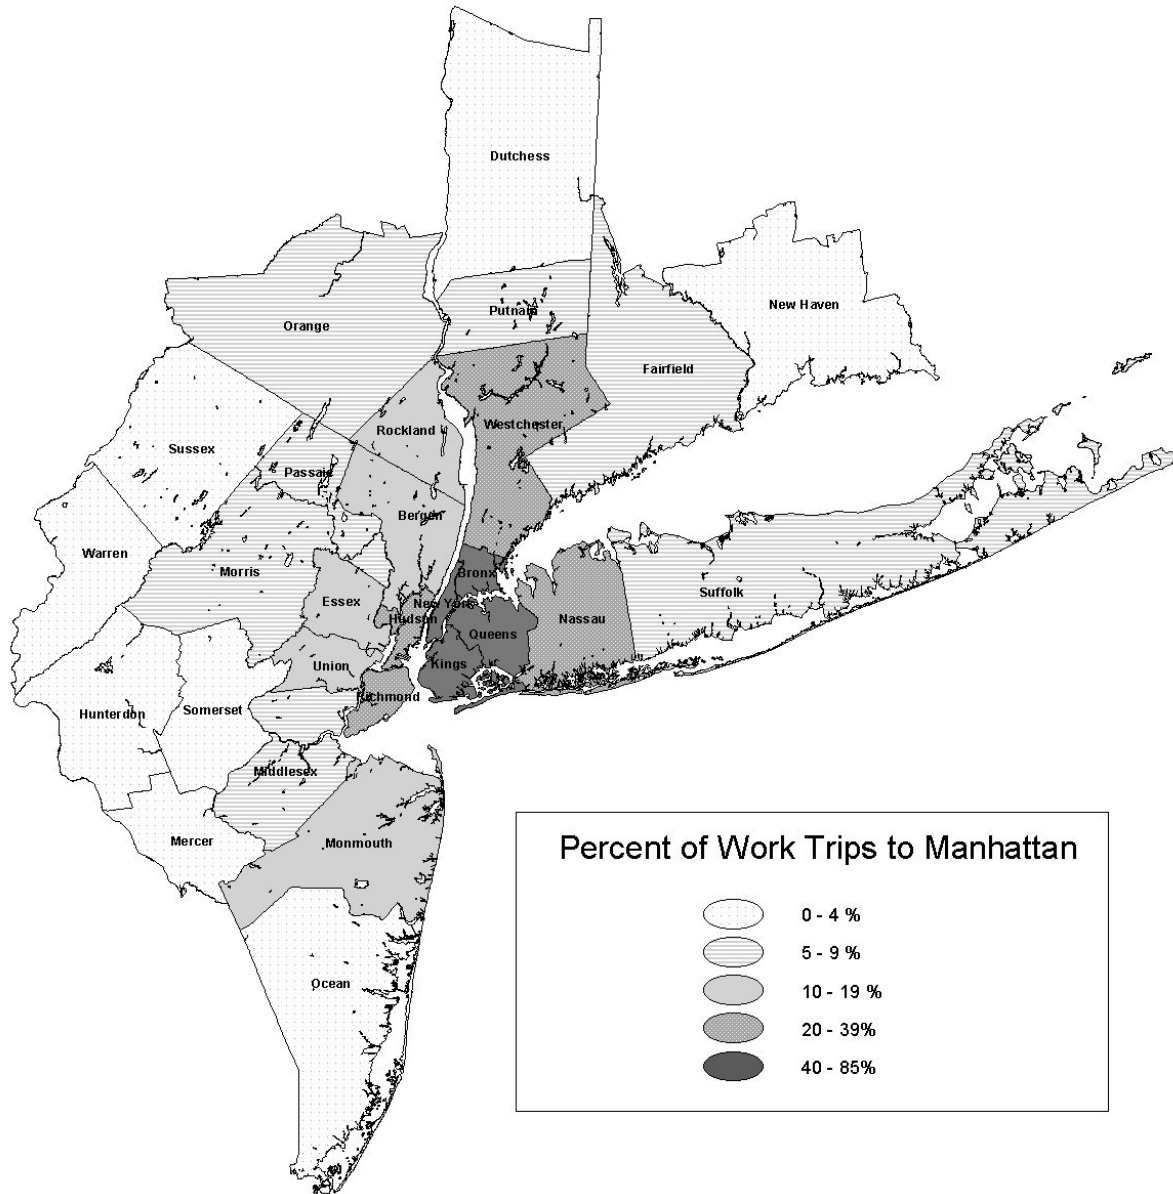 Dutchess
New Haven
Putnam
Orange
Fairfield
Westchester
Rockland
Sussex
Passaic
Bergen
Warren
Morris
Bronx
Suffolk
Essex
New York
Hudson
Queens
Nassau
Union
Kings
Richmond
Hunterdon
Somerset
Middlesex
Mercer
Monmouth
Ocean
Percent of Work Trips to Manhattan
0 - 4 %
5 - 9 %
10 - 19 %
20 - 39%
40 - 85%